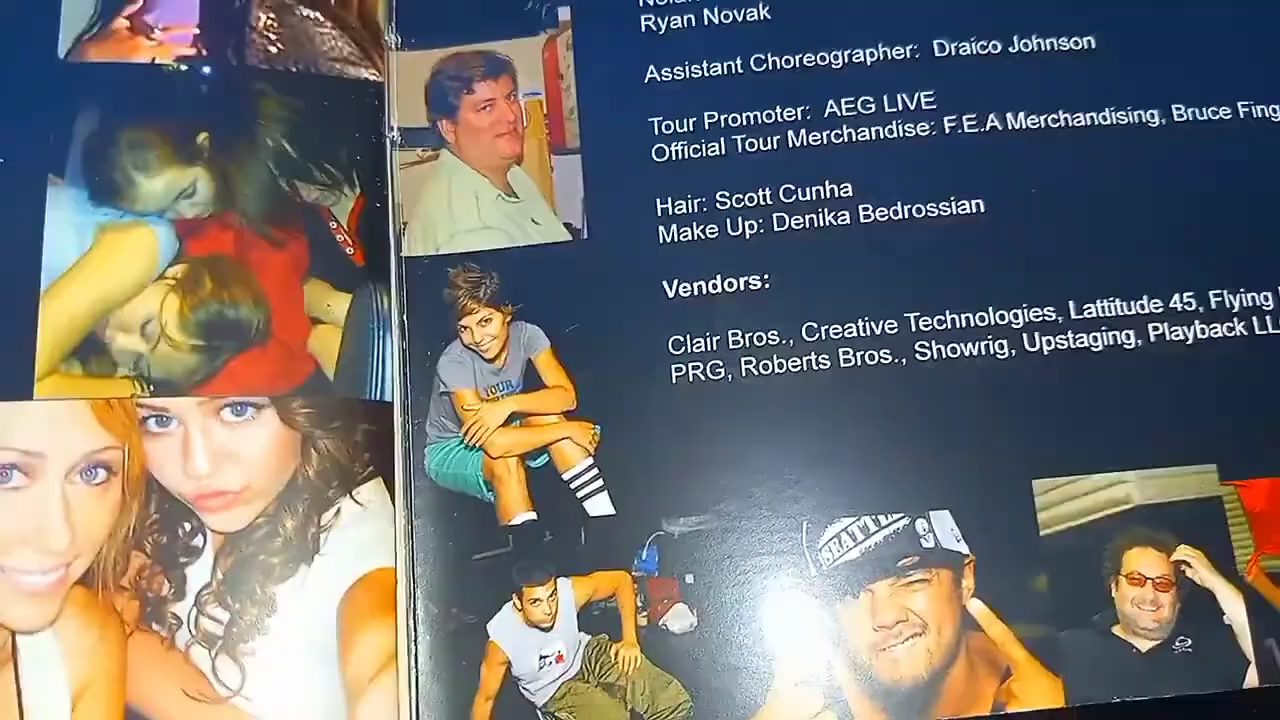 Ryan Novak
Assistant Choreographer: Draico Johnson
Tour Promoter: AEG LIVE
Official Tour Merchandise: F.E.A Merchandising, Bruce
Hair: Scott Cunha
Make Up: Denika Bedrossian
Vendors:
Clair Bros., Creative Technologies, Lattitude 45, Flying
PRG, Roberts Bros., Showrig, Upstaging, Playback
YOUR